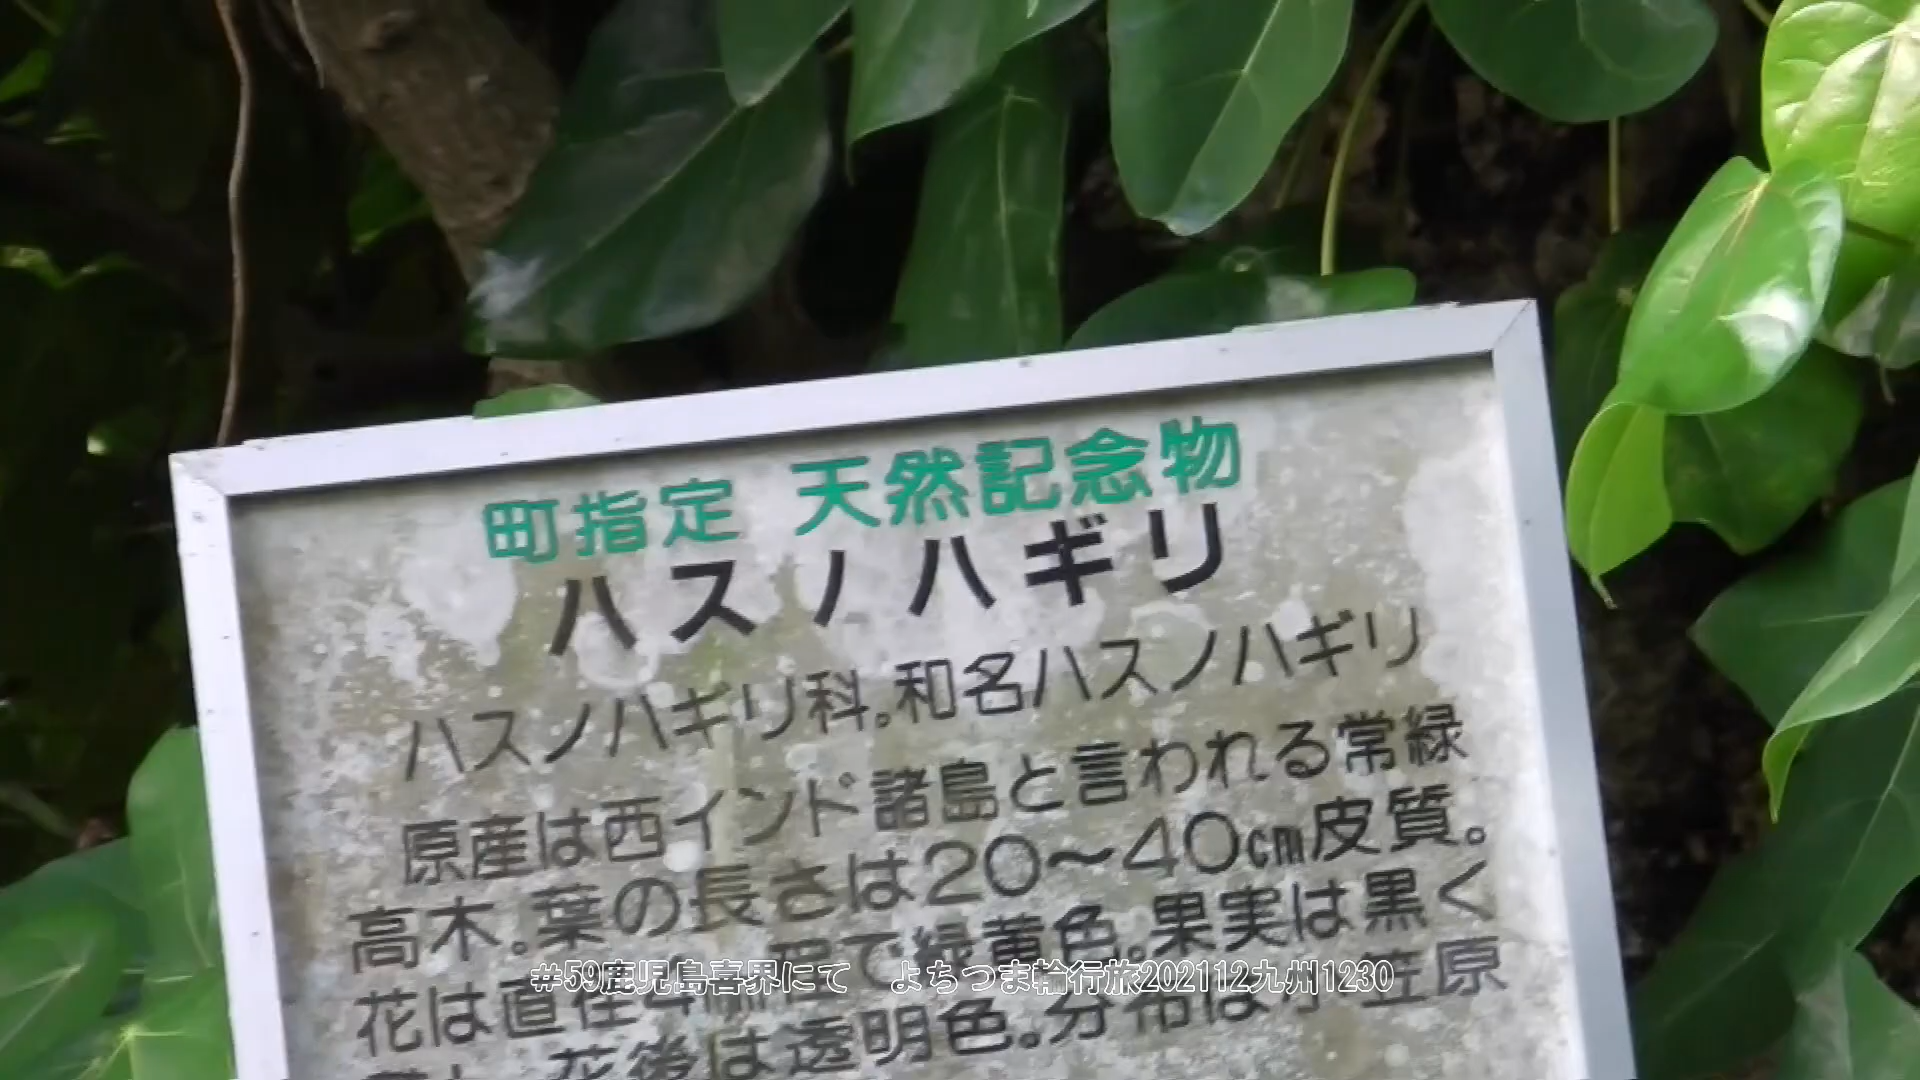 町指定 天然記念物
ハスノハギリ
ハスノハギリ科。和名ハスノハギリ
原産は西インド諸島と言われる常緑
高木。葉の長さは20〜40㎝皮質。
花は直径 で緑黄色。果実は黒く
花後は透明色。分布は小笠原
#59鹿児島喜界にて　よちつま輪行旅202112九州1230